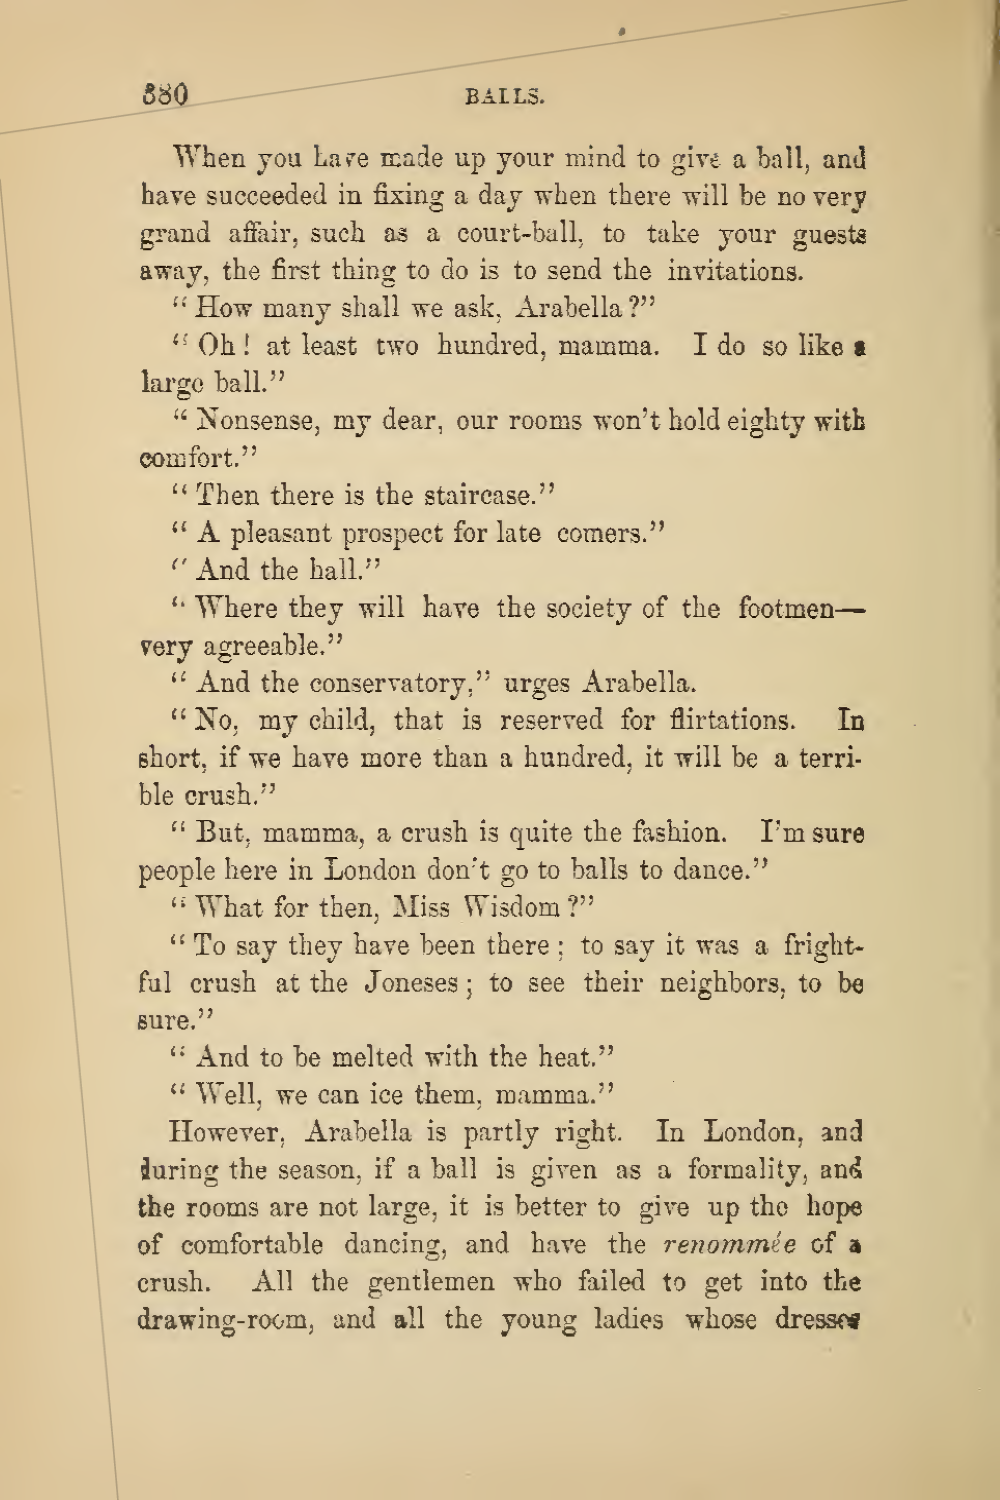 380 BALLS.
When you have made up your mind to give a ball, and
have succeeded in fixing a day when there will be no very
grand affair, such as a court-ball, to take your guests
away, the first thing to do is to send the invitations.
“How many shall we ask, Arabella?”
“Oh! at least two hundred, mamma. I do so like a
large ball.”
“Nonsense, my dear, our rooms won’t hold eighty with
comfort.”
“Then there is the staircase.”
“A pleasant prospect for late comers.”
“And the hall.”
“Where they will have the society of the footmen—
very agreeable.”
“And the conservatory,” urges Arabella.
“No, my child, that is reserved for flirtations. In
short, if we have more than a hundred, it will be a terri-
ble crush.”
“But, mamma, a crush is quite the fashion. I’m sure
people here in London don’t go to balls to dance.”
“What for then, Miss Wisdom?”
“To say they have been there; to say it was a fright-
ful crush at the Joneses; to see their neighbors, to be
sure.”
“And to be melted with the heat.”
“Well, we can ice them, mamma.”
However, Arabella is partly right. In London, and
during the season, if a ball is given as a formality, and
the rooms are not large, it is better to give up the hope
of comfortable dancing, and have the renommée of a
crush. All the gentlemen who failed to get into the
drawing-room, and all the young ladies whose dresses